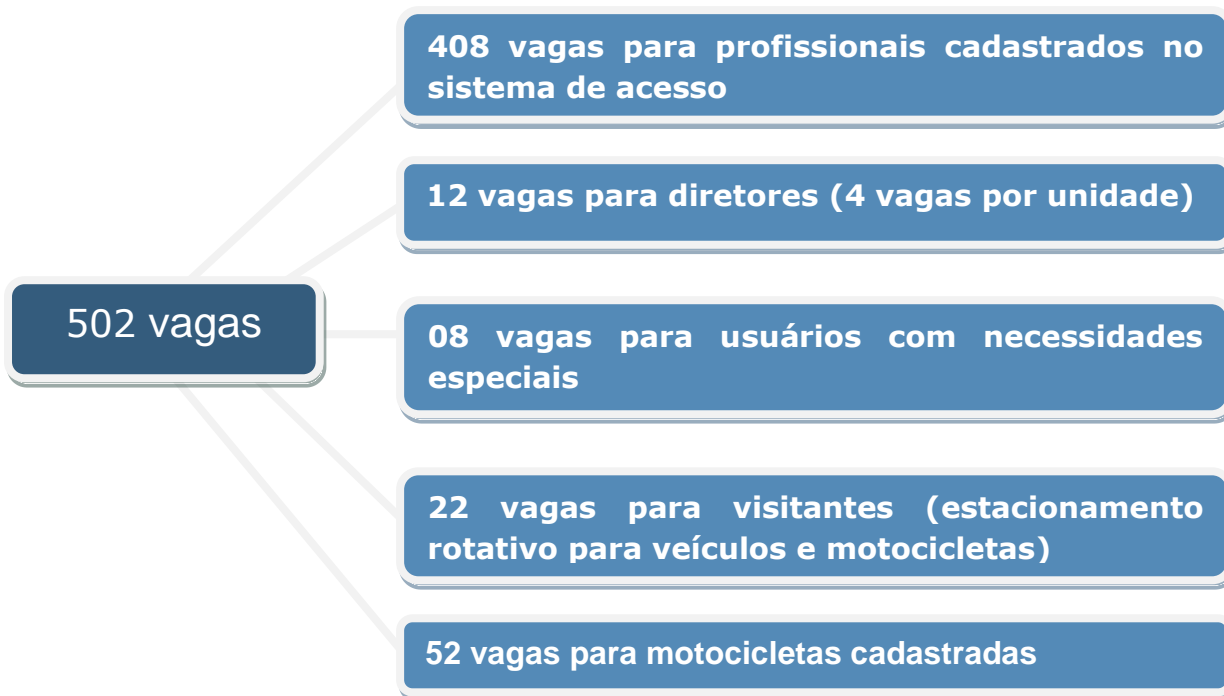 408 vagas para profissionais cadastrados no
sistema de acesso
12 vagas para diretores (4 vagas por unidade)
502 vagas
08 vagas para usuários com necessidades
especiais
22 vagas para visitantes (estacionamento
rotativo para veículos e motocicletas)
52 vagas para motocicletas cadastradas